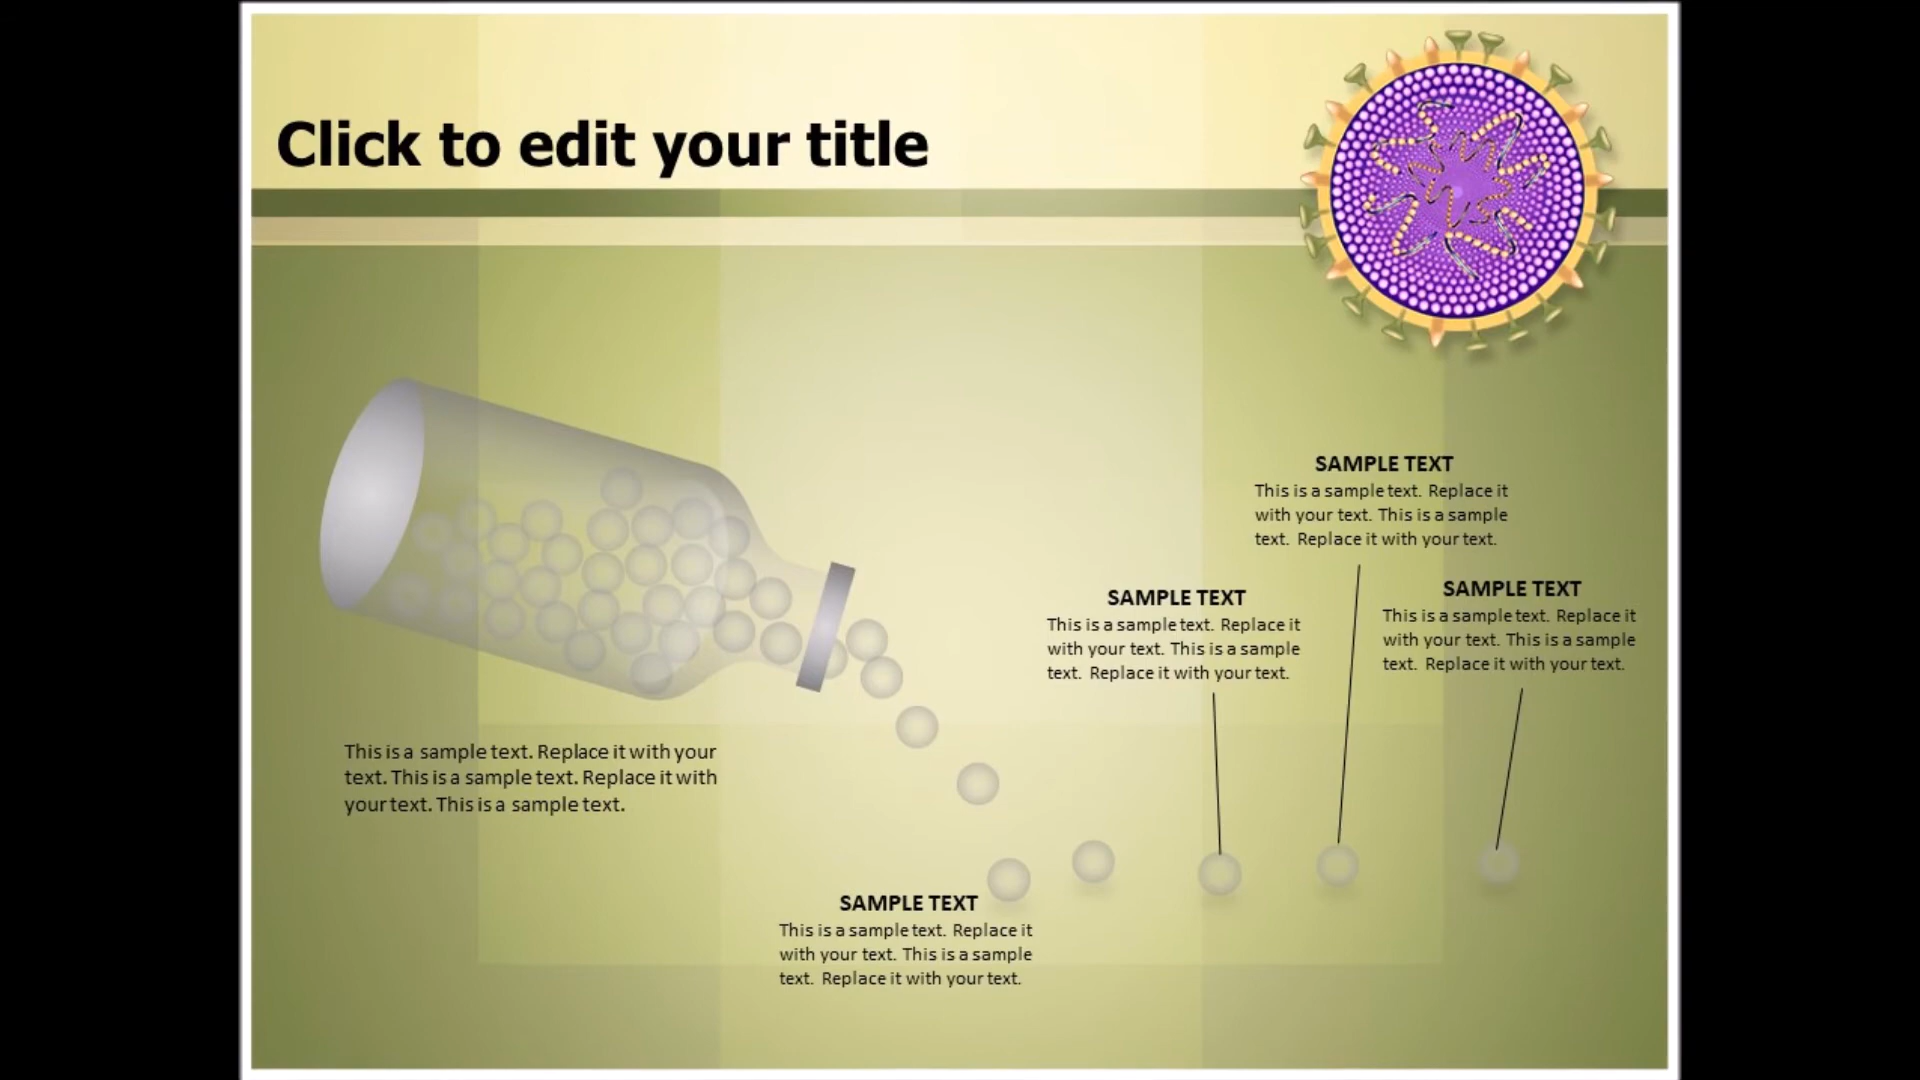 Click to edit your title
SAMPLE TEXT
This is a sample text. Replace it
with your text. This is a sample
text. Replace it with your text.
SAMPLE TEXT
This is a sample text. Replace it
with your text. This is a sample
text. Replace it with your text.
SAMPLE TEXT
This is a sample text. Replace it
with your text. This is a sample
text. Replace it with your text.
This is a sample text. Replace it with your
text. This is a sample text. Replace it with
your text. This is a sample text.
SAMPLE TEXT
This is a sample text. Replace it
with your text. This is a sample
text. Replace it with your text.